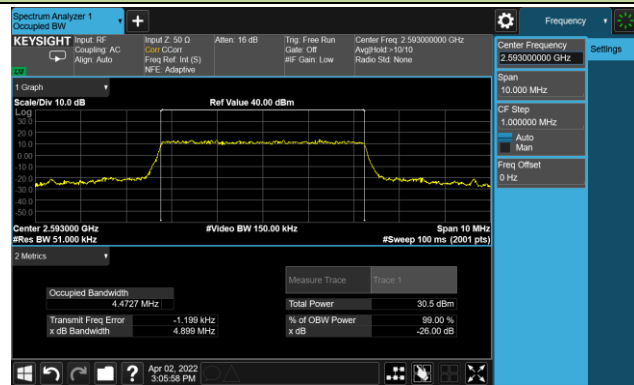 Spectrum Analyzer 1
Occupied BW
+
Frequency
KEYSIGHT
Input: RF
Coupling: AC
Align: Auto
Input Z: 50 Ω
Corr CCorr
Freq Ref: Int (S)
NFE: Adaptive
Atten: 16 dB
Trig: Free Run
Gate: Off
#IF Gain: Low
Center Freq: 2.593000000 GHz
Avg|Hold:>10/10
Radio Std: None
Center Frequency
2.593000000 GHz
Settings
Span
10.000 MHz
CF Step
1.000000 MHz
Auto
Man
Freq Offset
0 Hz
1 Graph
Scale/Div 10.0 dB
Ref Value 40.00 dBm
Log
30.0
20.0
10.0
0.00
-10.0
-20.0
-30.0
-40.0
-50.0
Center 2.593000 GHz
#Video BW 150.00 kHz
Span 10 MHz
#Res BW 51.000 kHz
#Sweep 100 ms (2001 pts)
2 Metrics
Measure Trace
Trace 1
Occupied Bandwidth
4.4727 MHz
Total Power
30.5 dBm
Transmit Freq Error
-1.199 kHz
% of OBW Power
99.00 %
x dB Bandwidth
4.899 MHz
x dB
-26.00 dB
?
Apr 02, 2022
3:05:58 PM